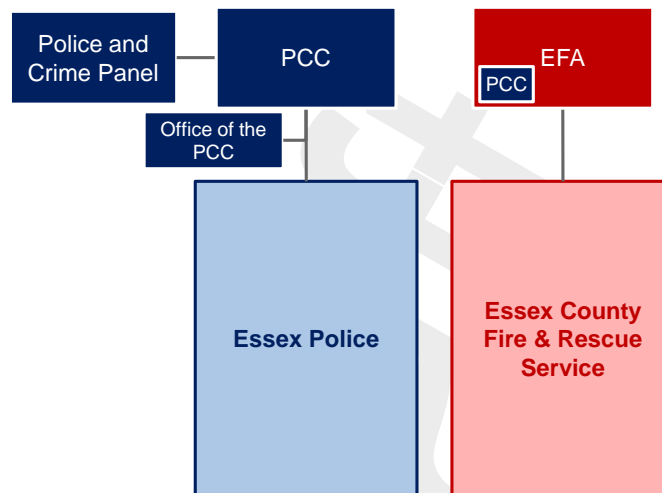 Police and
Crime Panel
PCC
EFA
PCC
Office of the
PCC
Essex Police
Essex County
Fire & Rescue
Service